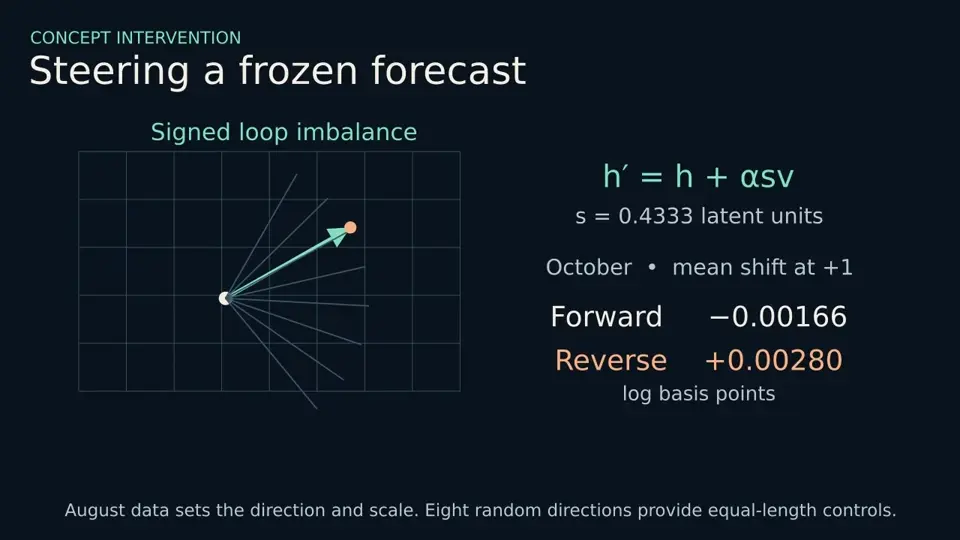 CONCEPT INTERVENTION
Steering a frozen forecast
Signed loop imbalance
h′ = h + αsv
s = 0.4333 latent units
October • mean shift at +1
Forward −0.00166
Reverse +0.00280
log basis points
August data sets the direction and scale. Eight random directions provide equal-length controls.